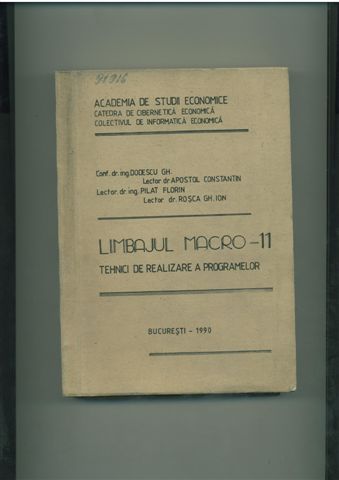 91916
ACADEMIA DE STUDII ECONOMICE
CATEDRA DE CIBERNETICĂ ECONOMICĂ
COLECTIVUL DE INFORMATICĂ ECONOMICĂ
Conf. dr. ing. DODESCU GH.
Lector dr. APOSTOL CONSTANTIN
Lector dr. ing. PILAT FLORIN
Lector dr. ROȘCA GH. ION
LIMBAJUL MACRO-11
TEHNICI DE REALIZARE A PROGRAMELOR
BUCUREȘTI - 1990